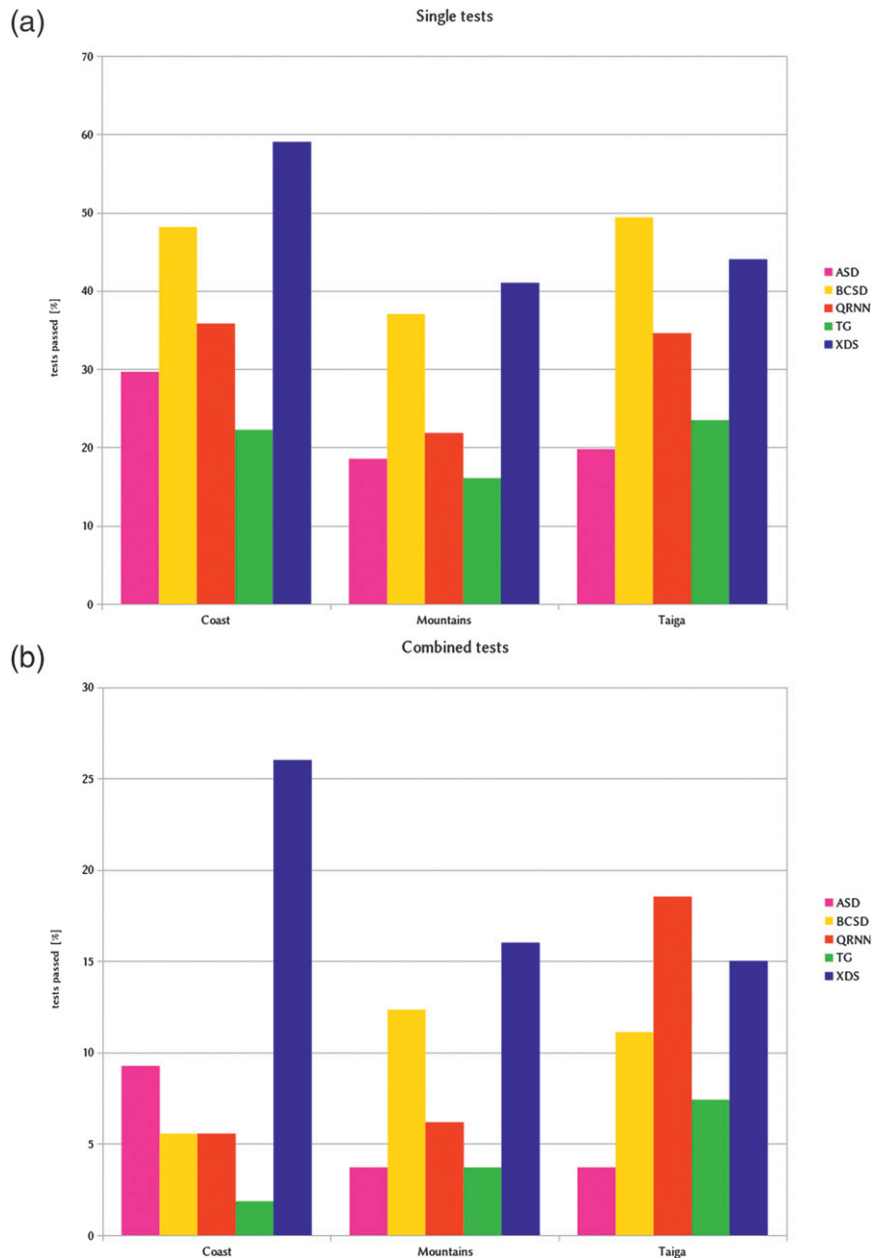 (a)
Single tests
70
60
50
40
30
20
10
0
tests passed [%]
Coast Mountains Taiga
ASD
BCSD
QRNN
TG
XDS
(b)
Combined tests
30
25
20
15
10
5
0
tests passed [%]
Coast Mountains Taiga
ASD
BCSD
QRNN
TG
XDS